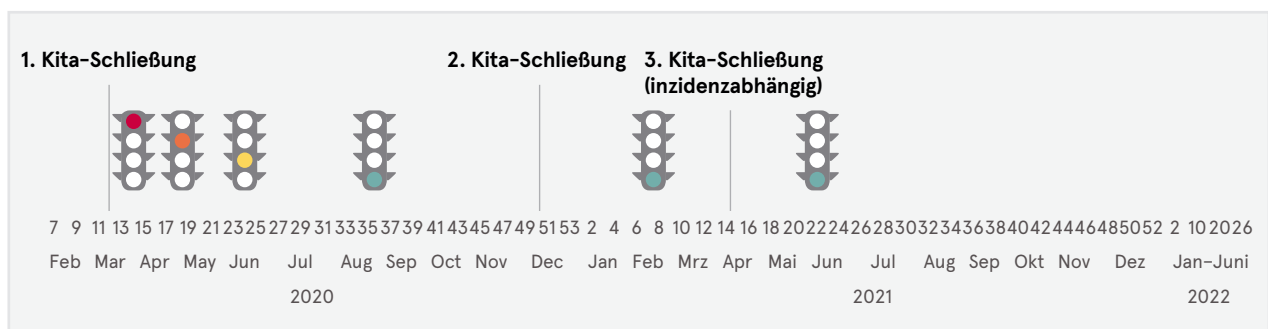 1. Kita-Schließung
2. Kita-Schließung
3. Kita-Schließung
(inzidenzabhängig)
7 9 11 13 15 17 19 21 23 25 27 29 31 33 35 37 39 41 43 45 47 49 51 53 2 4 6 8 10 12 14 16 18 20 22 24 26 28 30 32 34 36 38 40 42 44 46 48 50 52 2 10 20 26
Feb Mar Apr May Jun Jul Aug Sep Oct Nov Dec Jan Feb Mrz Apr Mai Jun Jul Aug Sep Okt Nov Dez Jan–Juni
2020 2021 2022